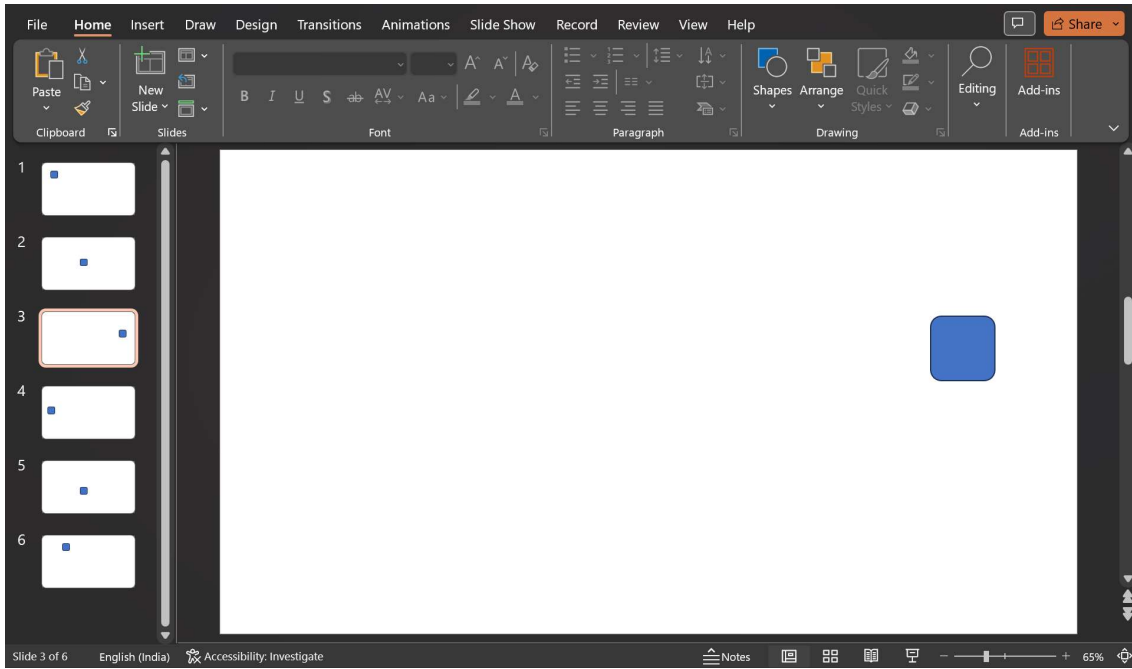 File Home Insert Draw Design Transitions Animations Slide Show Record Review View Help Share
Paste
New
Slide
B I U S ab AV Aa A A A A
Shapes Arrange Quick
Styles
Editing
Add-ins
Clipboard Slides Font Paragraph Drawing Add-ins
1
2
3
4
5
6
Slide 3 of 6 English (India) Accessibility: Investigate Notes 65%